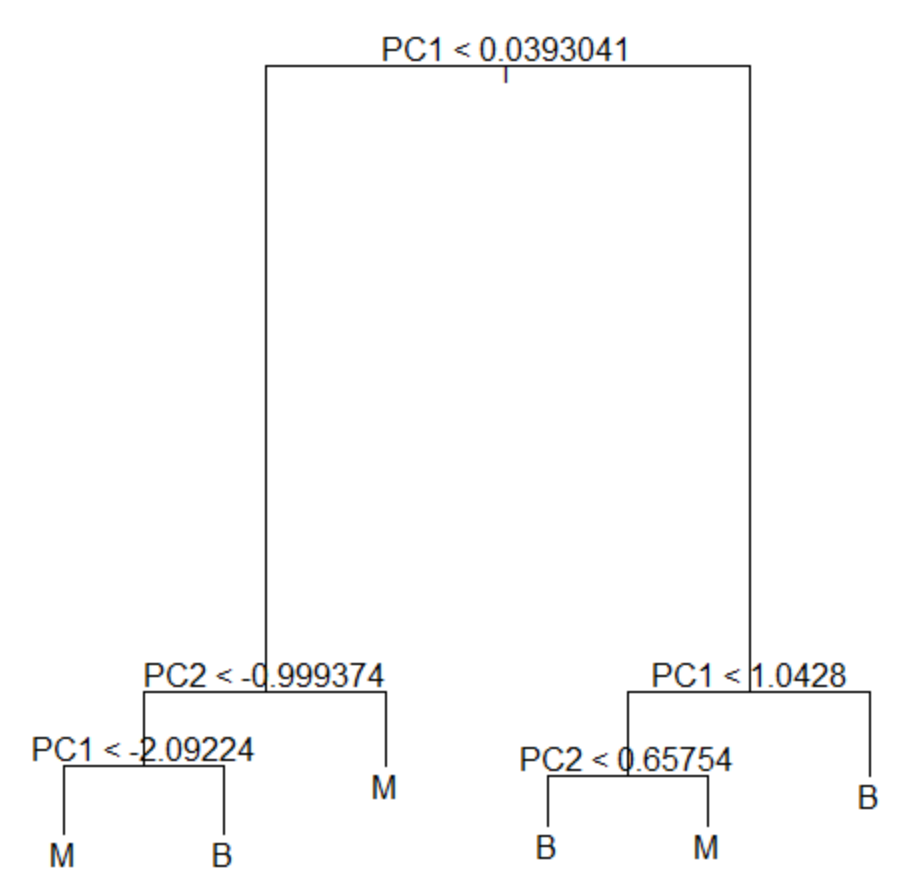 PC1 < 0.0393041
PC2 < -0.999374
PC1 < 1.0428
PC1 < -2.09224
PC2 < 0.65754
M
B
M
B
M
B